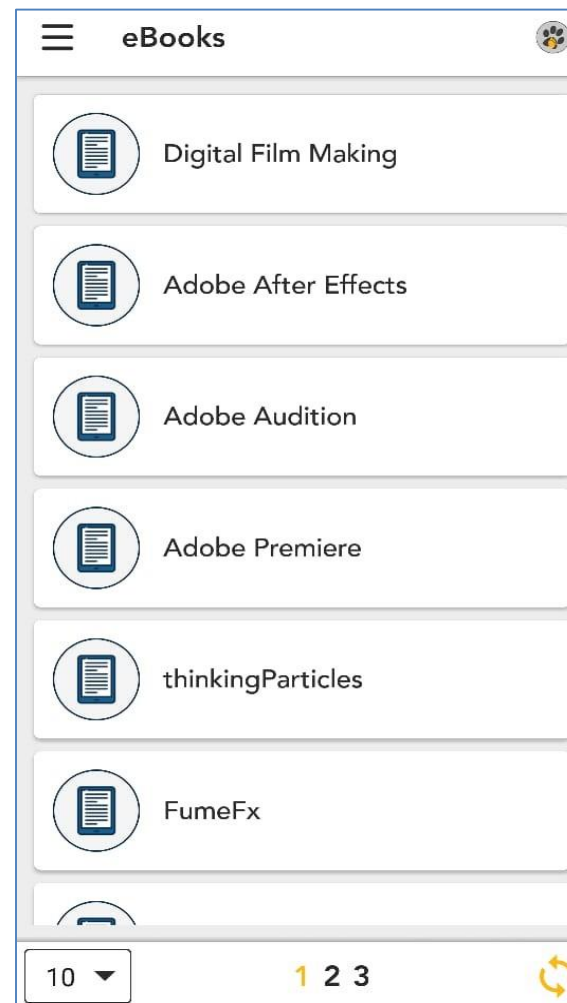 eBooks
Digital Film Making
Adobe After Effects
Adobe Audition
Adobe Premiere
thinkingParticles
FumeFx
10 1 2 3